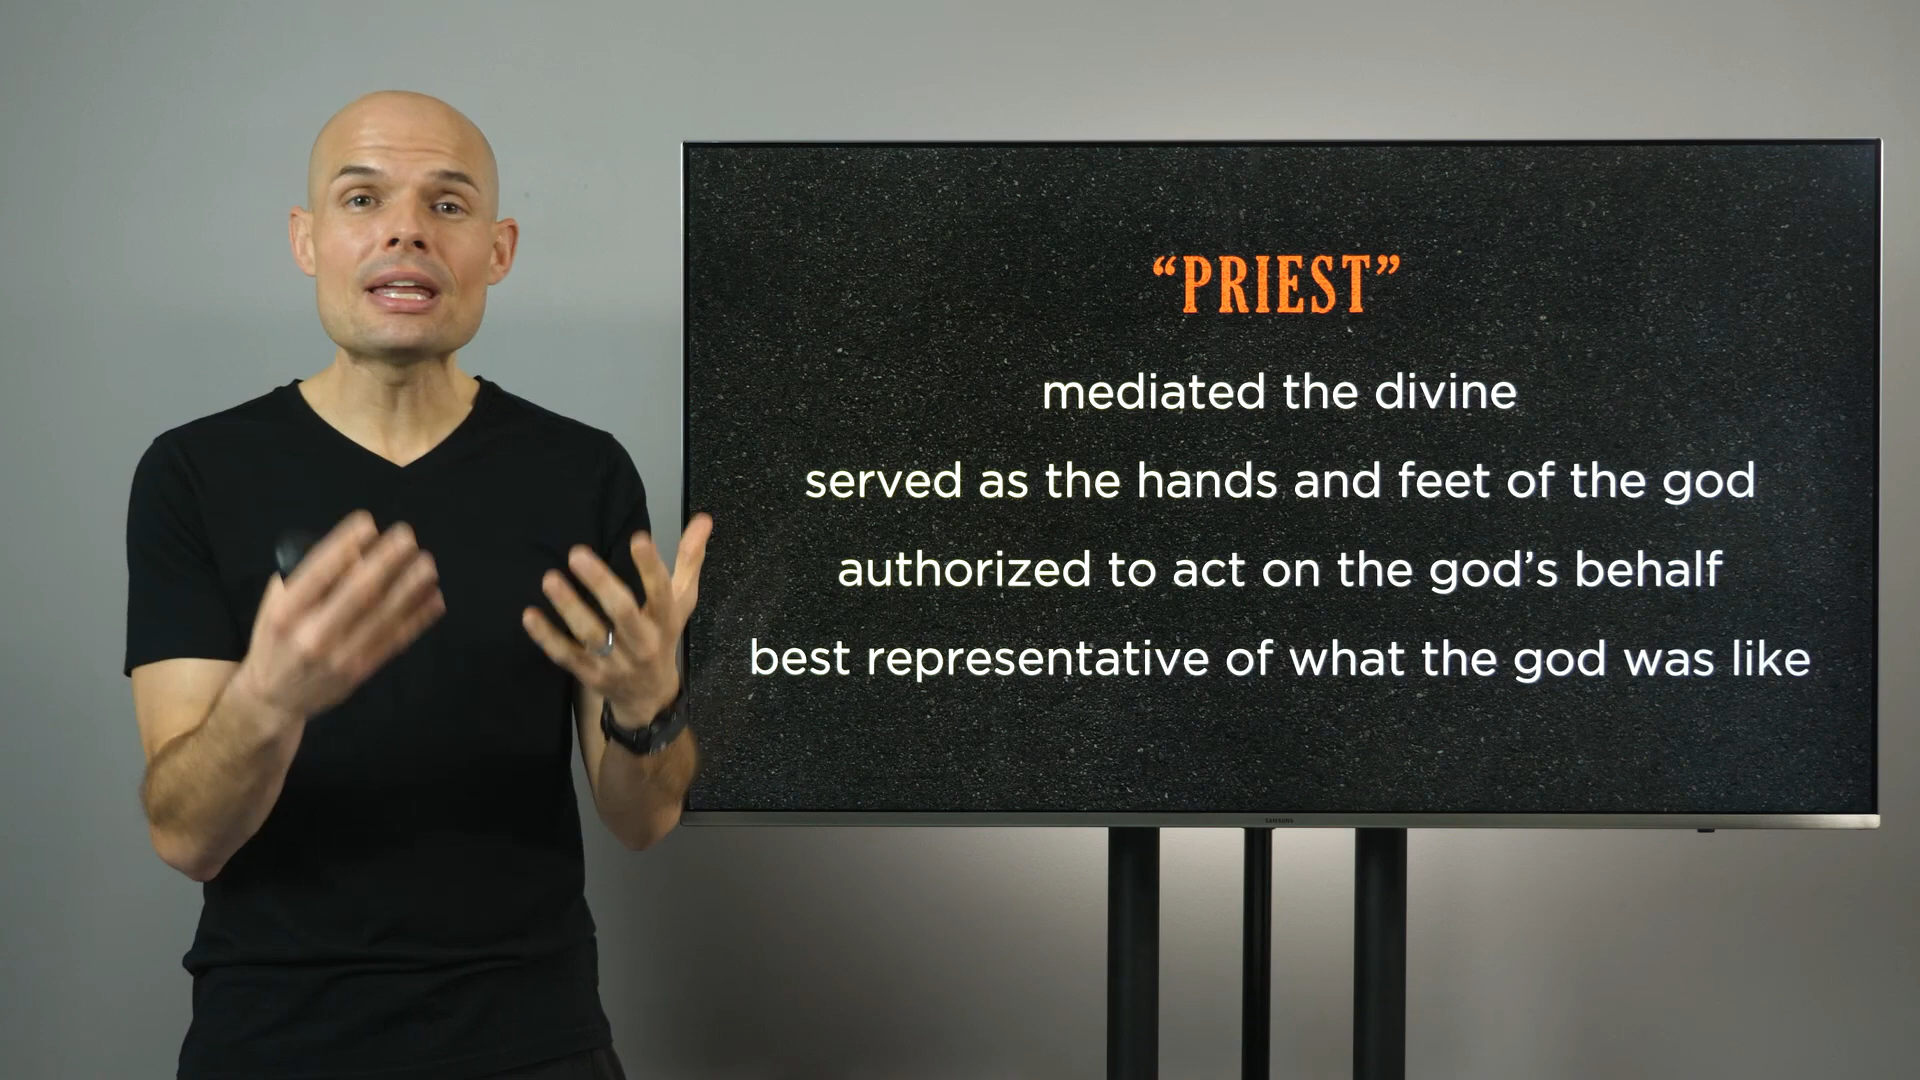 “PRIEST”
mediated the divine
served as the hands and feet of the god
authorized to act on the god’s behalf
best representative of what the god was like
SAMSUNG